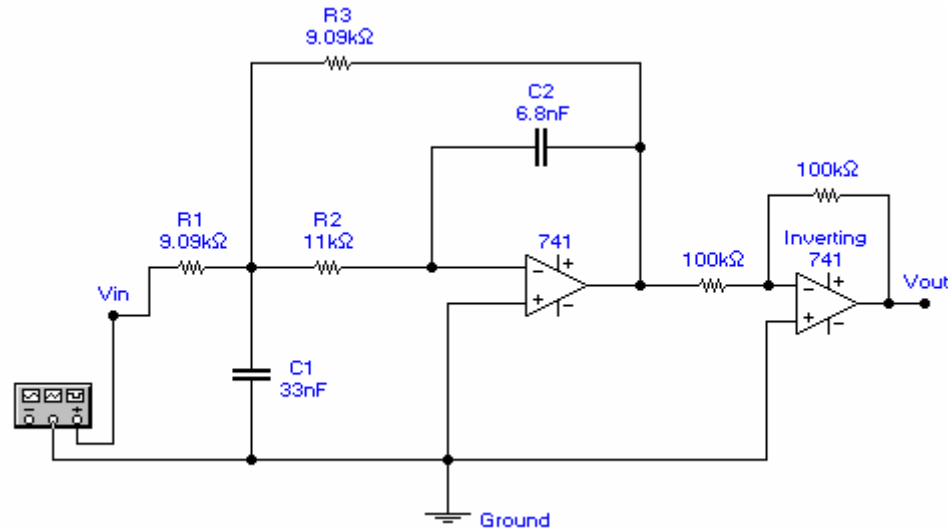 R3
9.09kΩ
C2
6.8nF
100kΩ
R1
9.09kΩ
R2
11kΩ
741
+
−
+
−
100kΩ
Inverting
741
+
−
+
−
Vin
Vout
C1
33nF
− +
Ground